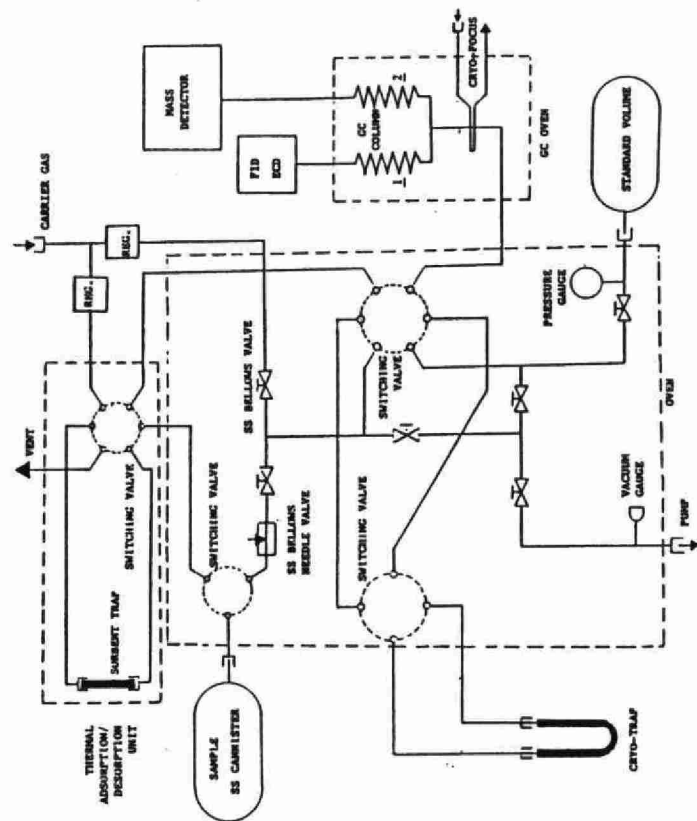 THERMAL
ADSORPTION/
DESORPTION
UNIT
SORBENT TRAP
SWITCHING VALVE
VENT
REG.
REG.
CARRIER GAS
FID
ECD
MASS
DETECTOR
GC
COLUMN
1
2
CRYO-FOCUS
GC OVEN
SAMPLE
SS CANNISTER
SWITCHING VALVE
SS BELLOWS
NEEDLE VALVE
SS BELLOWS VALVE
SWITCHING
VALVE
SWITCHING VALVE
PRESSURE
GAUGE
STANDARD VOLUME
OVEN
VACUUM
GAUGE
PUMP
CRYO-TRAP